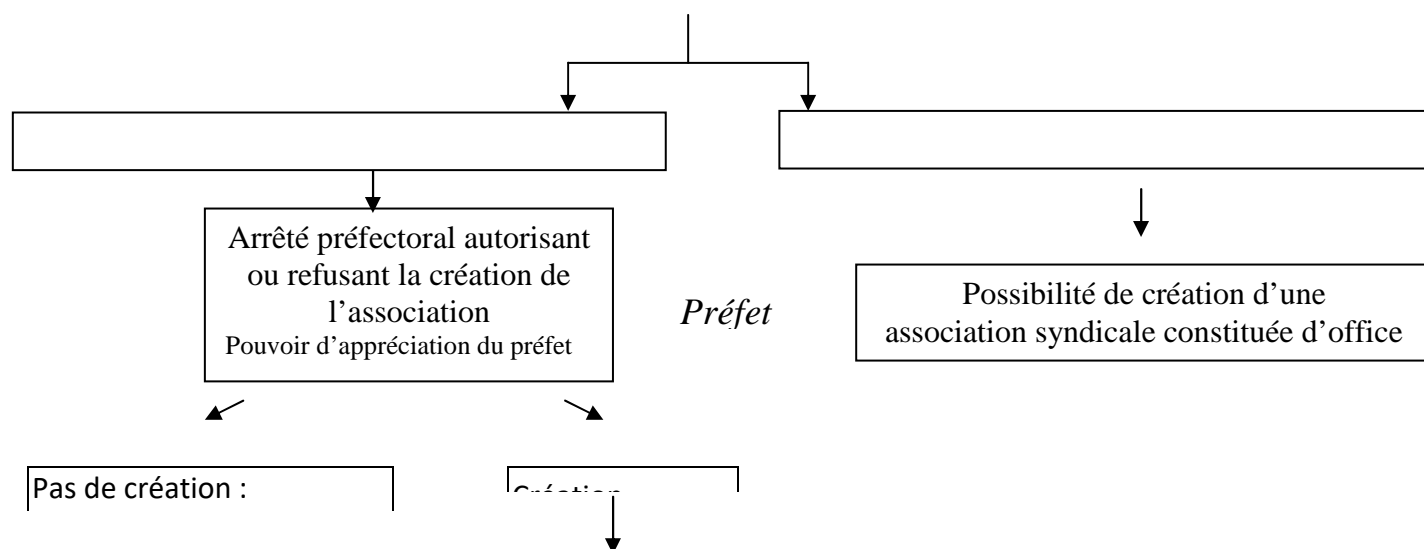 Arrêté préfectoral autorisant
ou refusant la création de
l’association
Pouvoir d’appréciation du préfet
Préfet
Possibilité de création d’une
association syndicale constituée d’office
Pas de création :
Création